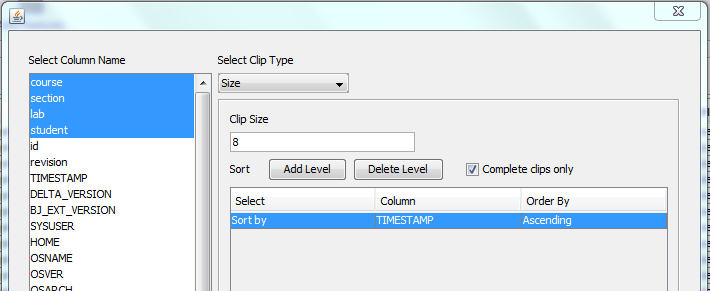 Select Column Name
course
section
lab
student
id
revision
TIMESTAMP
DELTA_VERSION
BJ_EXT_VERSION
SYSUSER
HOME
OSNAME
OSVER
OSARCH
Select Clip Type
Size
Clip Size
8
Sort Add Level Delete Level Complete clips only
Select Column Order By
Sort by TIMESTAMP Ascending